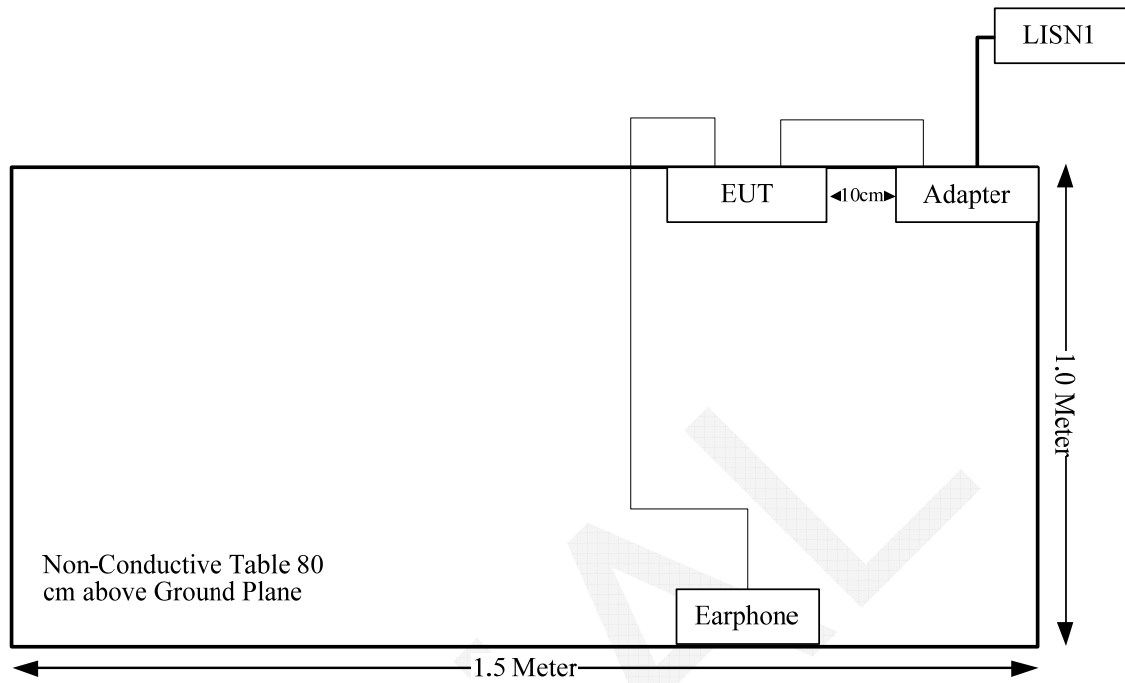 LISN1
EUT
10cm
Adapter
1.0 Meter
Non-Conductive Table 80
cm above Ground Plane
Earphone
1.5 Meter